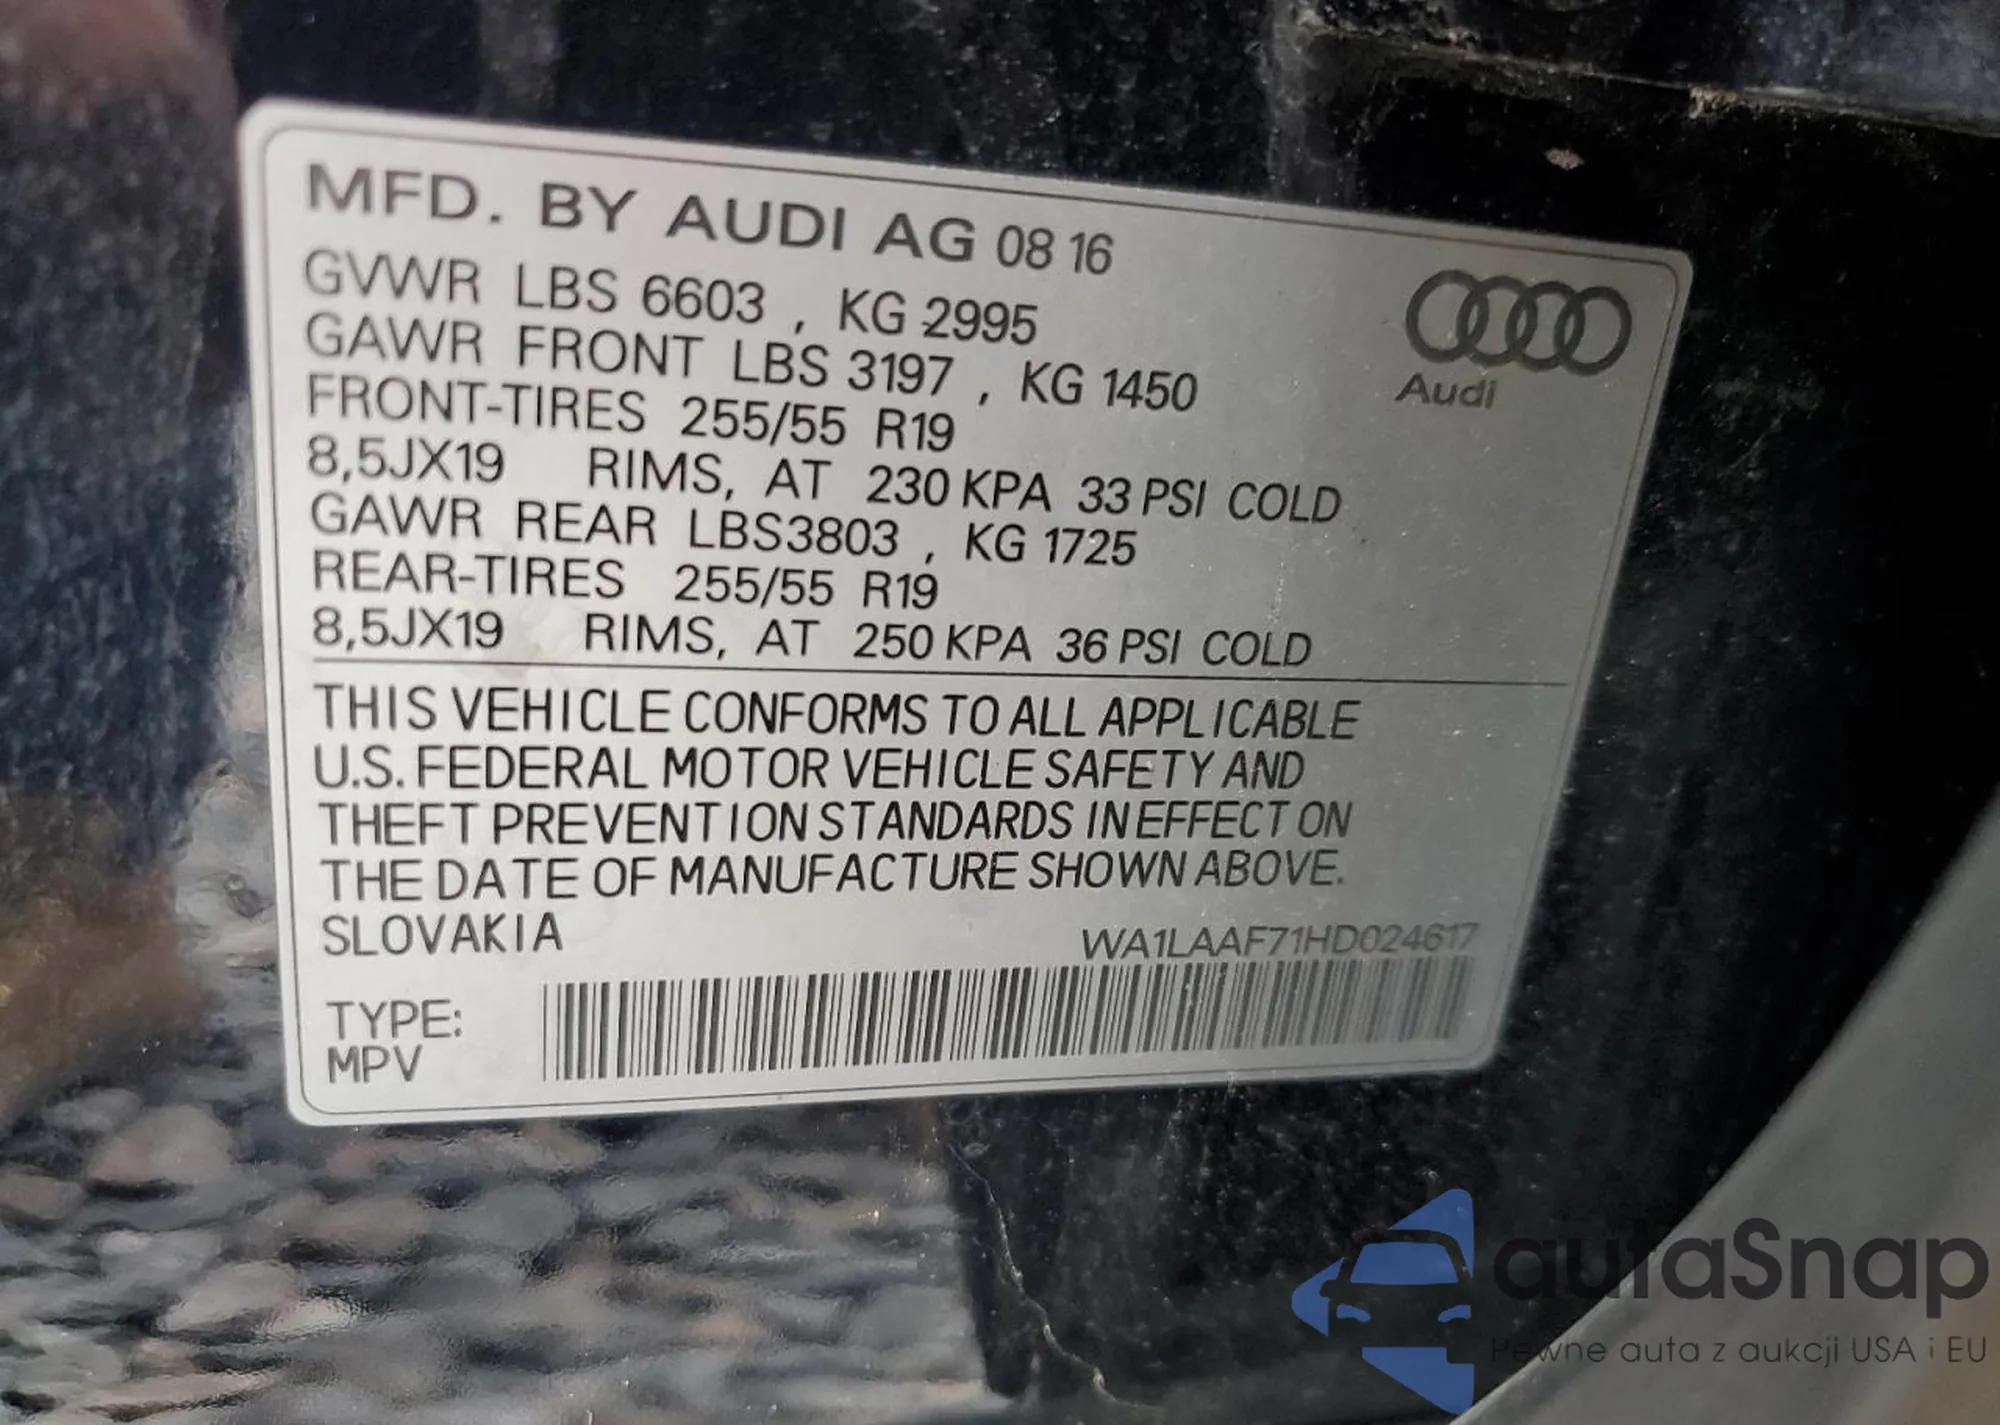 MFD. BY AUDI AG 08 16
GVWR LBS 6603 , KG 2995
GAWR FRONT LBS 3197 , KG 1450
FRONT-TIRES 255/55 R19
8,5JX19 RIMS, AT 230 KPA 33 PSI COLD
GAWR REAR LBS3803 , KG 1725
REAR-TIRES 255/55 R19
8,5JX19 RIMS, AT 250 KPA 36 PSI COLD
Audi
THIS VEHICLE CONFORMS TO ALL APPLICABLE
U.S. FEDERAL MOTOR VEHICLE SAFETY AND
THEFT PREVENTION STANDARDS IN EFFECT ON
THE DATE OF MANUFACTURE SHOWN ABOVE.
SLOVAKIA WA1LAAF71HD024617
TYPE:
MPV
autaSnap
Pewne auta z aukcji USA i EU